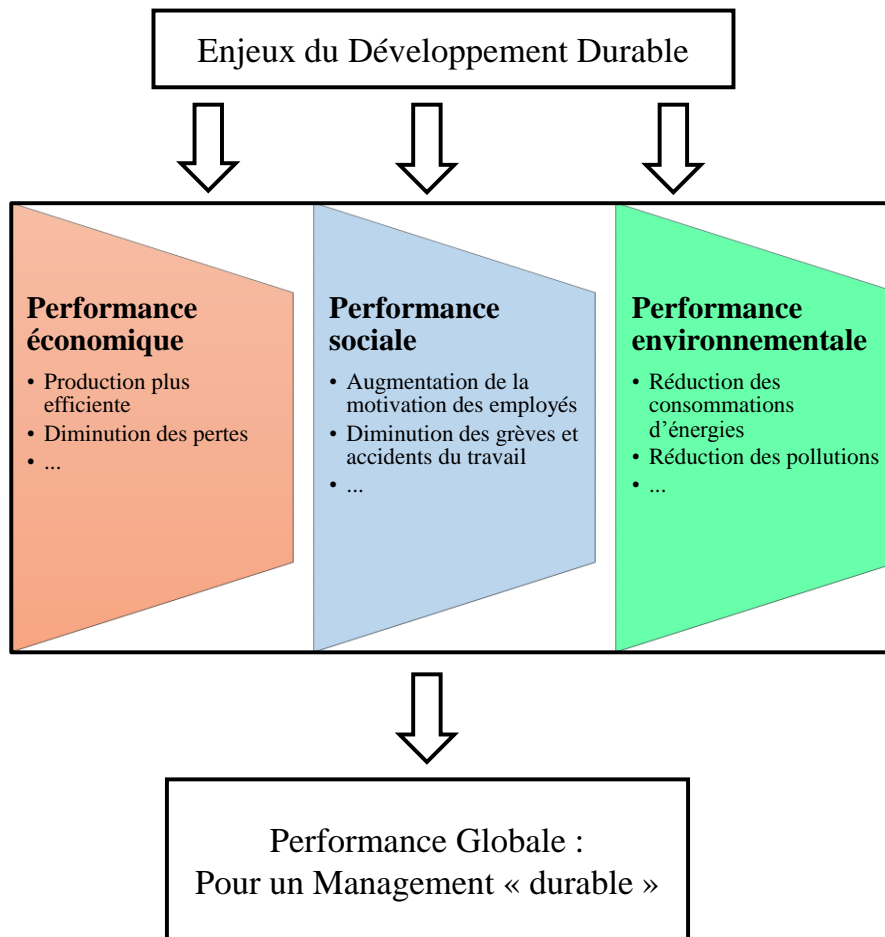 Enjeux du Développement Durable
Performance
économique
• Production plus
efficiente
• Diminution des pertes
• ...
Performance
sociale
• Augmentation de la
motivation des employés
• Diminution des grèves et
accidents du travail
• ...
Performance
environnementale
• Réduction des
consommations
d’énergies
• Réduction des pollutions
• ...
Performance Globale :
Pour un Management « durable »